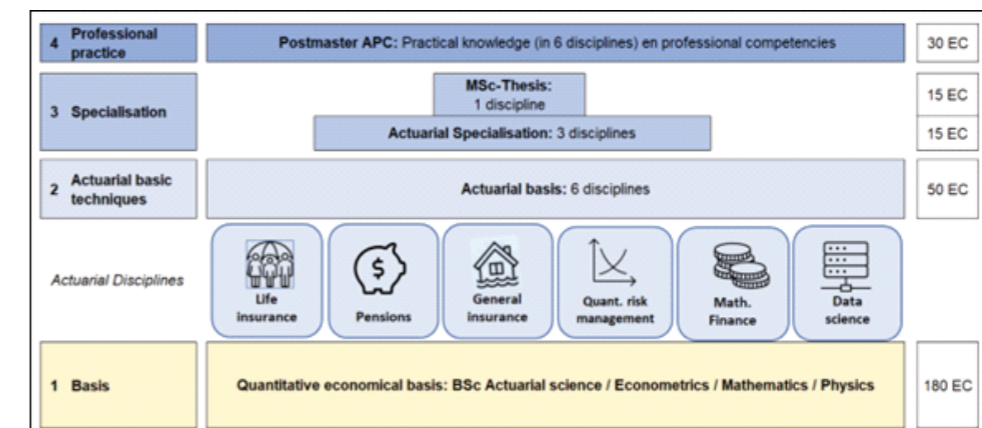 4 Professional practice
Postmaster APC: Practical knowledge (in 6 disciplines) en professional competencies
30 EC
3 Specialisation
MSc-Thesis:
1 discipline
15 EC
Actuarial Specialisation: 3 disciplines
15 EC
2 Actuarial basic techniques
Actuarial basis: 6 disciplines
50 EC
Actuarial Disciplines
Life
insurance
$
Pensions
General
insurance
Quant. risk
management
Math.
Finance
Data
science
1 Basis
Quantitative economical basis: BSc Actuarial science / Econometrics / Mathematics / Physics
180 EC